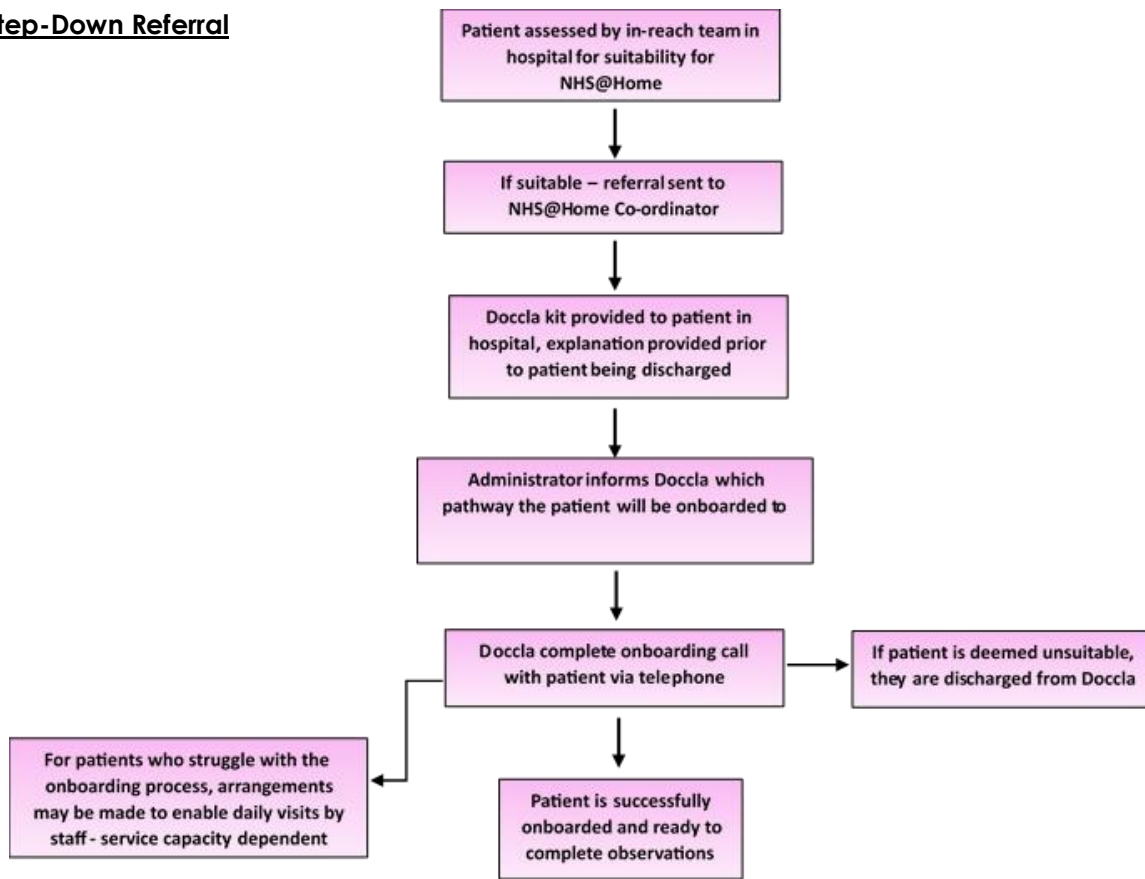 tep-Down Referral
Patient assessed by in-reach team in
hospital for suitability for
NHS@Home
If suitable – referral sent to
NHS@Home Co-ordinator
Doccla kit provided to patient in
hospital, explanation provided prior
to patient being discharged
Administrator informs Doccla which
pathway the patient will be onboarded to
Doccla complete onboarding call
with patient via telephone
If patient is deemed unsuitable,
they are discharged from Doccla
For patients who struggle with the
onboarding process, arrangements
may be made to enable daily visits by
staff - service capacity dependent
Patient is successfully
onboarded and ready to
complete observations